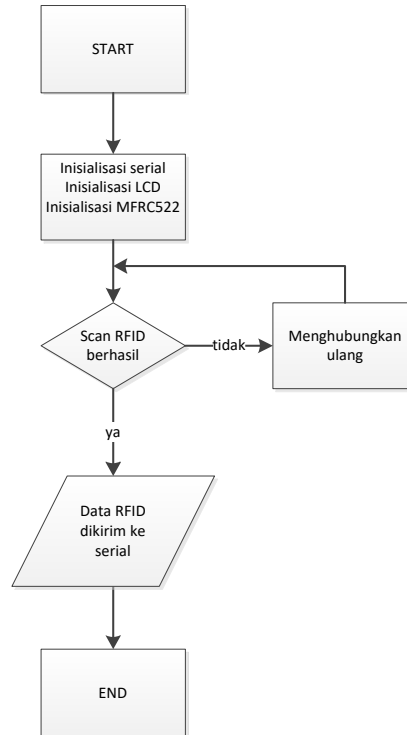 START
Inisialisasi serial
Inisialisasi LCD
Inisialisasi MFRC522
Scan RFID
berhasil
tidak
Menghubungkan
ulang
ya
Data RFID
dikirim ke
serial
END